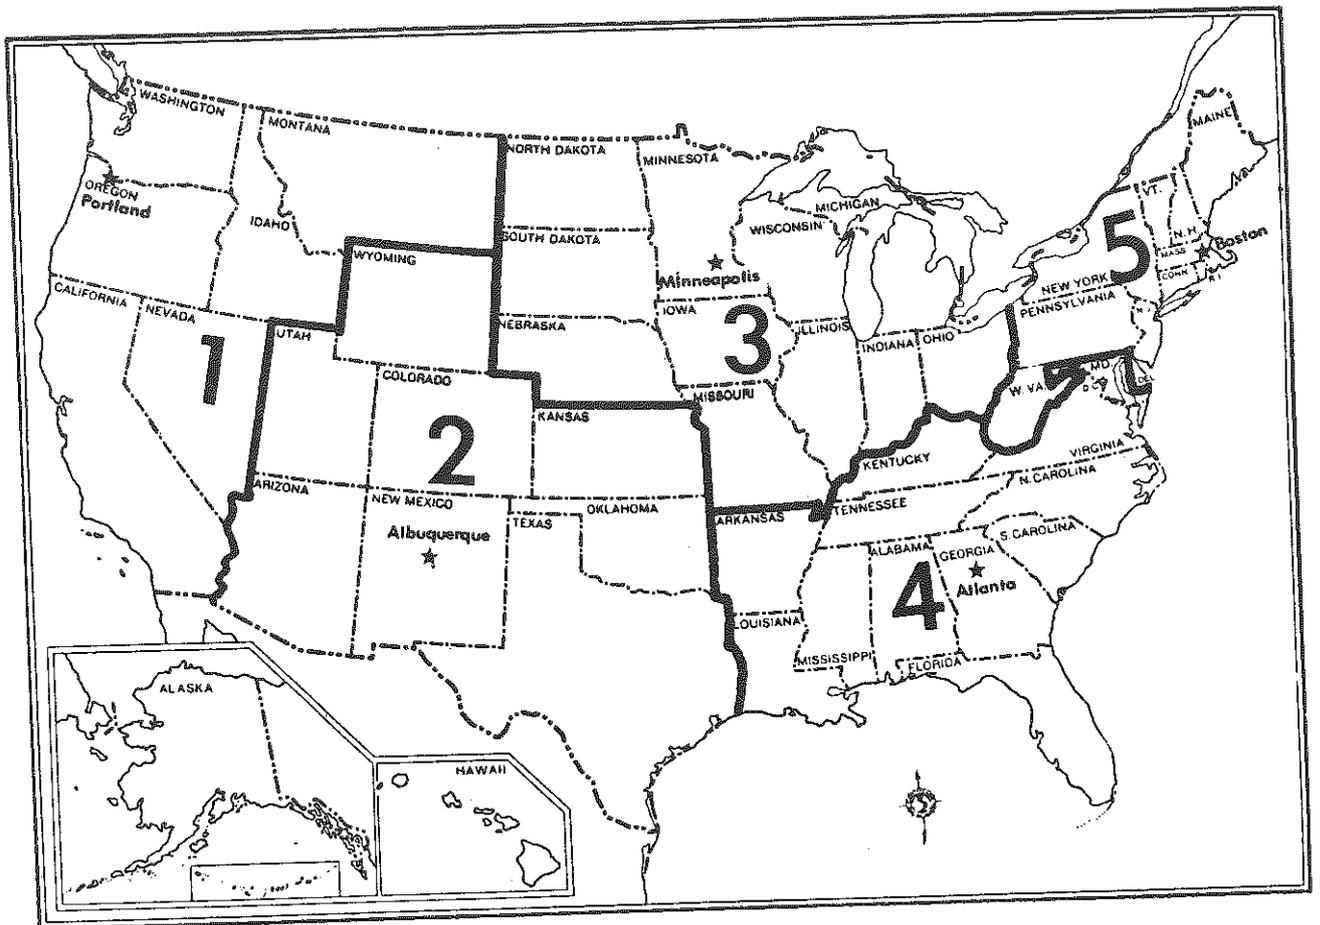 WASHINGTON
MONTANA
NORTH DAKOTA
MINNESOTA
MAINE
OREGON
Portland
IDAHO
SOUTH DAKOTA
MICHIGAN
WISCONSIN
VT.
N.H.
MASS
Boston
CONN
R I
5
WYOMING
Minneapolis
NEW YORK
PENNSYLVANIA
CALIFORNIA
NEVADA
UTAH
NEBRASKA
IOWA
ILLINOIS
INDIANA
OHIO
N.J.
1
3
COLORADO
MISSOURI
W. VA.
MD.
D C
DEL
KANSAS
2
KENTUCKY
VIRGINIA
ARIZONA
NEW MEXICO
OKLAHOMA
TEXAS
ARKANSAS
TENNESSEE
N. CAROLINA
Albuquerque
S. CAROLINA
ALABAMA
GEORGIA
Atlanta
4
LOUISIANA
MISSISSIPPI
FLORIDA
ALASKA
HAWAII